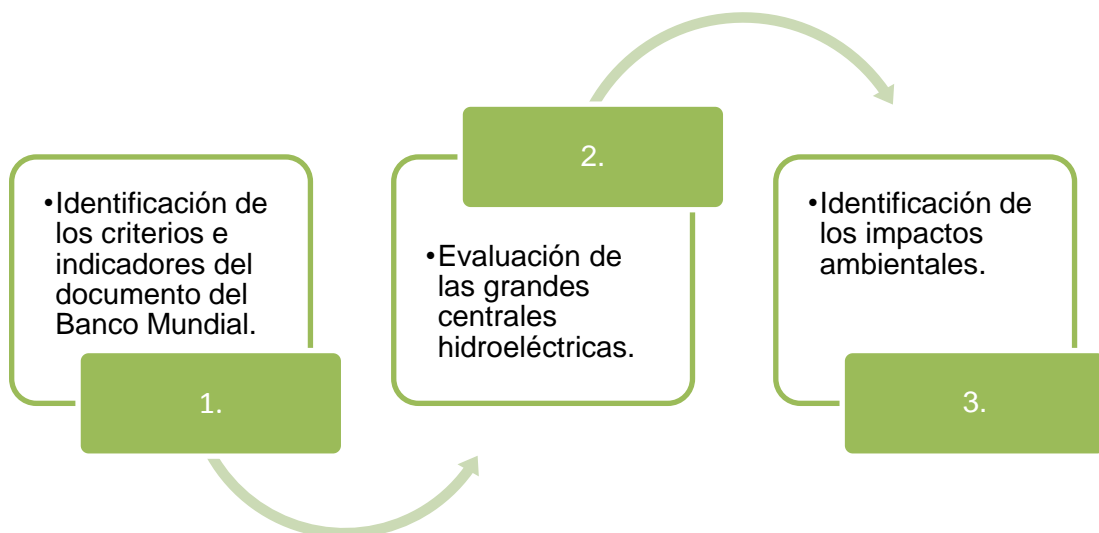 •Identificación de
los criterios e
indicadores del
documento del
Banco Mundial.
1.
2.
•Evaluación de
las grandes
centrales
hidroeléctricas.
•Identificación de
los impactos
ambientales.
3.